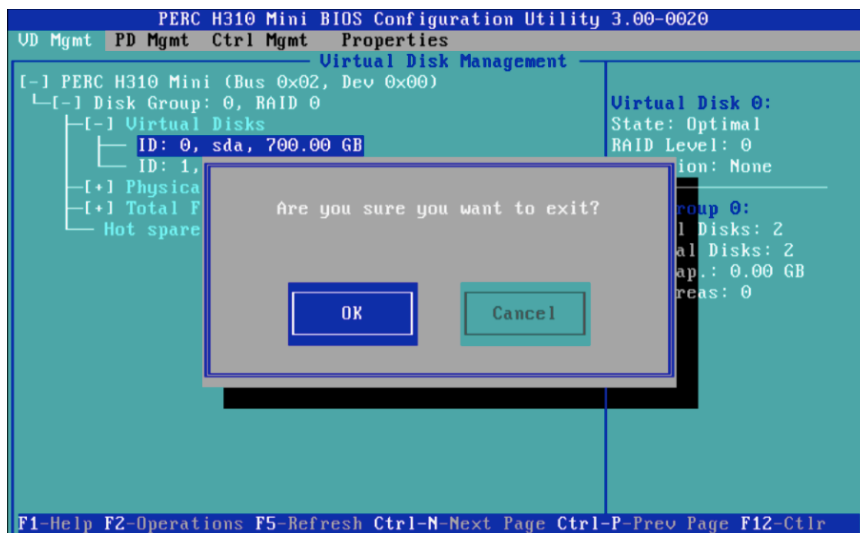 PERC H310 Mini BIOS Configuration Utility 3.00-0020
VD Mgmt PD Mgmt Ctrl Mgmt Properties
Virtual Disk Management
[-] PERC H310 Mini (Bus 0x02, Dev 0x00)
[-] Disk Group: 0, RAID 0
[-] Virtual Disks
ID: 0, sda, 700.00 GB
ID: 1,
[+] Physica
[+] Total F
Hot spare
Virtual Disk 0:
State: Optimal
RAID Level: 0
ion: None
roup 0:
l Disks: 2
al Disks: 2
ap.: 0.00 GB
reas: 0
Are you sure you want to exit?
OK Cancel
F1-Help F2-Operations F5-Refresh Ctrl-N-Next Page Ctrl-P-Prev Page F12-Ctlr